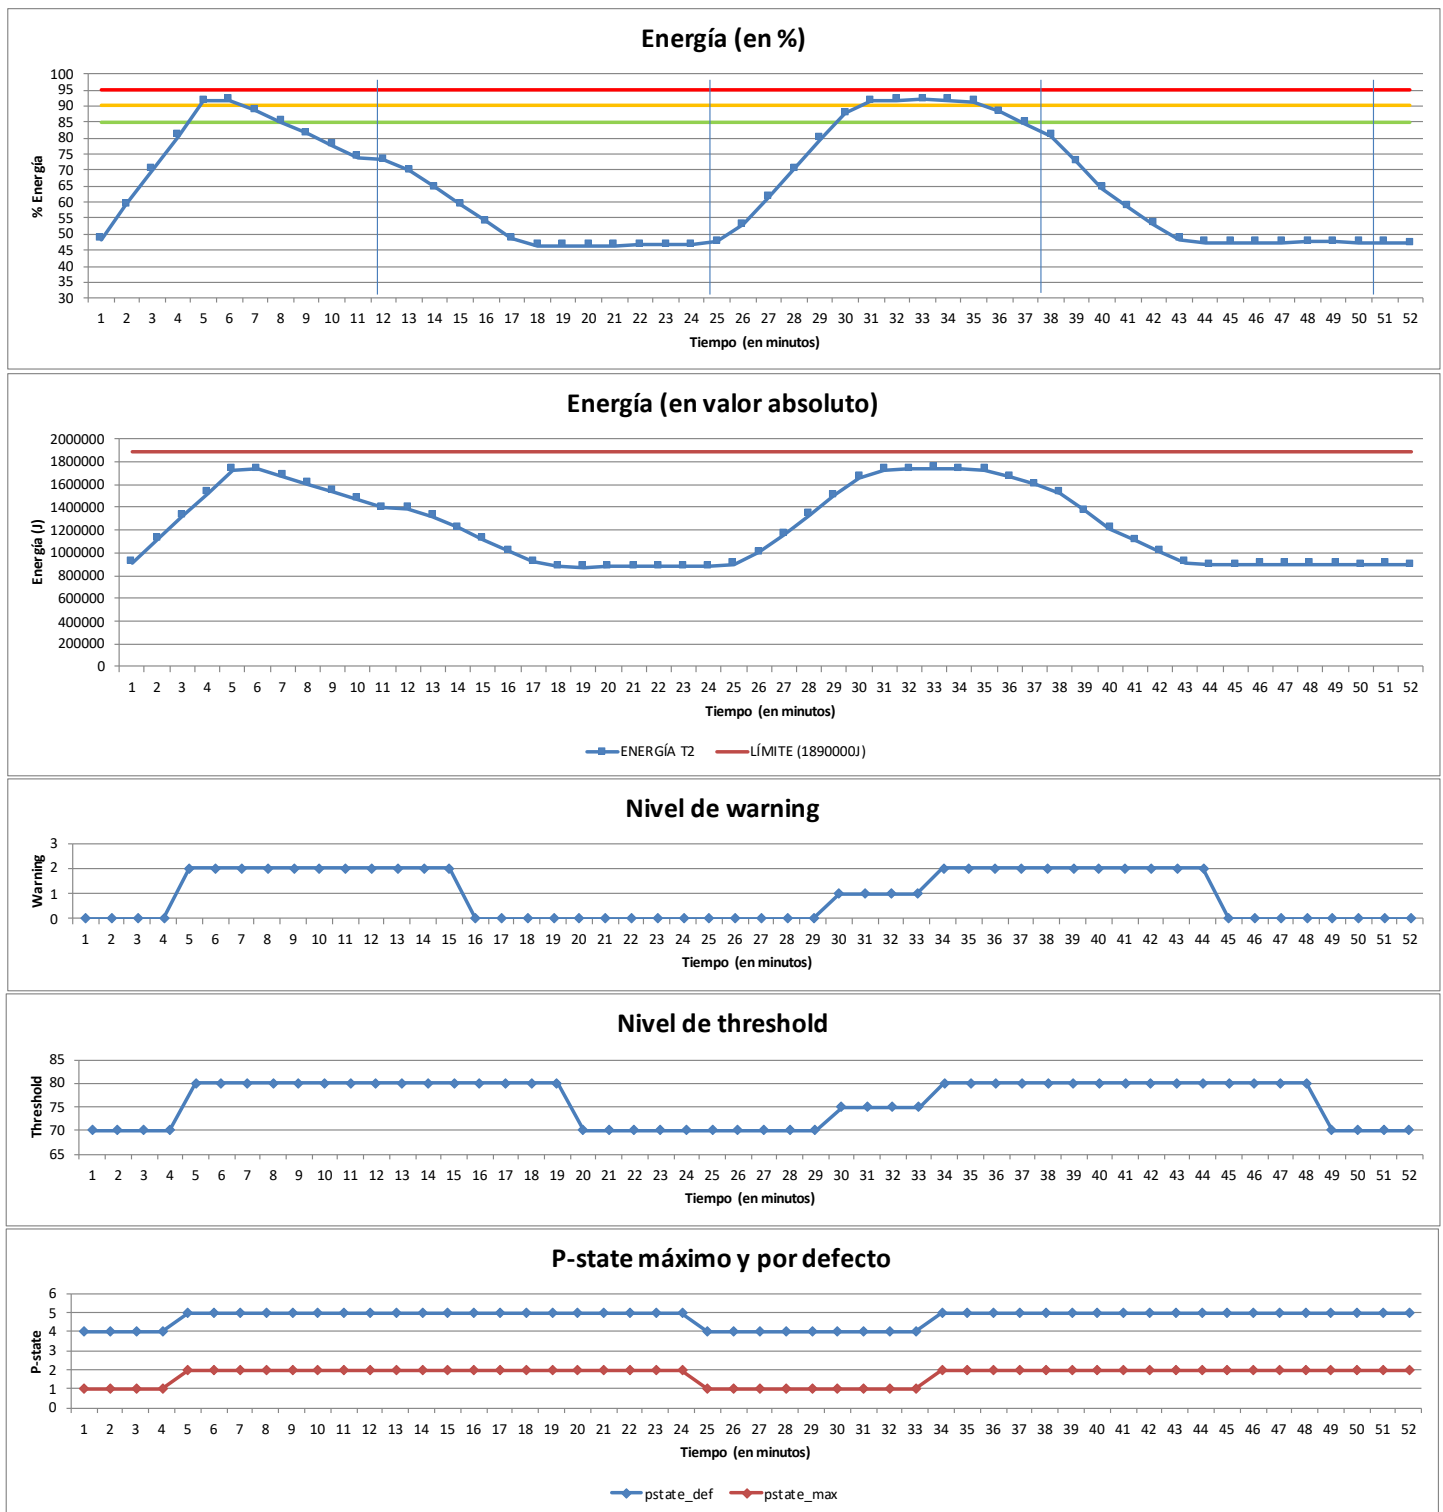 Energía (en %)
100
95
90
85
80
75
70
65
60
55
50
45
40
35
30
% Energía
1 2 3 4 5 6 7 8 9 10 11 12 13 14 15 16 17 18 19 20 21 22 23 24 25 26 27 28 29 30 31 32 33 34 35 36 37 38 39 40 41 42 43 44 45 46 47 48 49 50 51 52
Tiempo (en minutos)
Energía (en valor absoluto)
2000000
1800000
1600000
1400000
1200000
1000000
800000
600000
400000
200000
0
Energía (J)
1 2 3 4 5 6 7 8 9 10 11 12 13 14 15 16 17 18 19 20 21 22 23 24 25 26 27 28 29 30 31 32 33 34 35 36 37 38 39 40 41 42 43 44 45 46 47 48 49 50 51 52
Tiempo (en minutos)
ENERGÍA T2 LÍMITE (1890000J)
Nivel de warning
3
2
1
0
Warning
1 2 3 4 5 6 7 8 9 10 11 12 13 14 15 16 17 18 19 20 21 22 23 24 25 26 27 28 29 30 31 32 33 34 35 36 37 38 39 40 41 42 43 44 45 46 47 48 49 50 51 52
Tiempo (en minutos)
Nivel de threshold
85
80
75
70
65
Threshold
1 2 3 4 5 6 7 8 9 10 11 12 13 14 15 16 17 18 19 20 21 22 23 24 25 26 27 28 29 30 31 32 33 34 35 36 37 38 39 40 41 42 43 44 45 46 47 48 49 50 51 52
Tiempo (en minutos)
P-state máximo y por defecto
6
5
4
3
2
1
0
P-state
1 2 3 4 5 6 7 8 9 10 11 12 13 14 15 16 17 18 19 20 21 22 23 24 25 26 27 28 29 30 31 32 33 34 35 36 37 38 39 40 41 42 43 44 45 46 47 48 49 50 51 52
Tiempo (en minutos)
pstate_def pstate_max